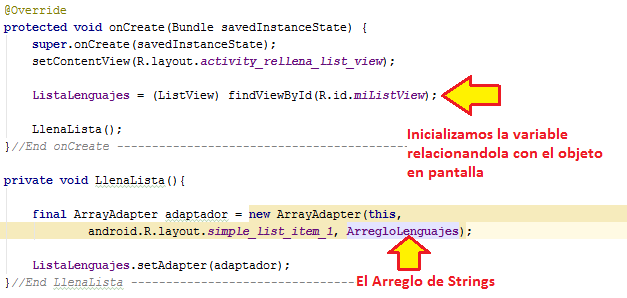 @Override
protected void onCreate(Bundle savedInstanceState) {
super.onCreate(savedInstanceState);
setContentView(R.layout.activity_rellena_list_view);
ListaLenguajes = (ListView) findViewById(R.id.miListView);
LlenaLista();
}//End onCreate -----------------------------------
Inicializamos la variable
relacionandola con el objeto
en pantalla
private void LlenaLista(){
final ArrayAdapter adaptador = new ArrayAdapter(this,
android.R.layout.simple_list_item_1, ArregloLenguajes);
ListaLenguajes.setAdapter(adaptador);
}//End LlenaLista ---------------------------
El Arreglo de Strings